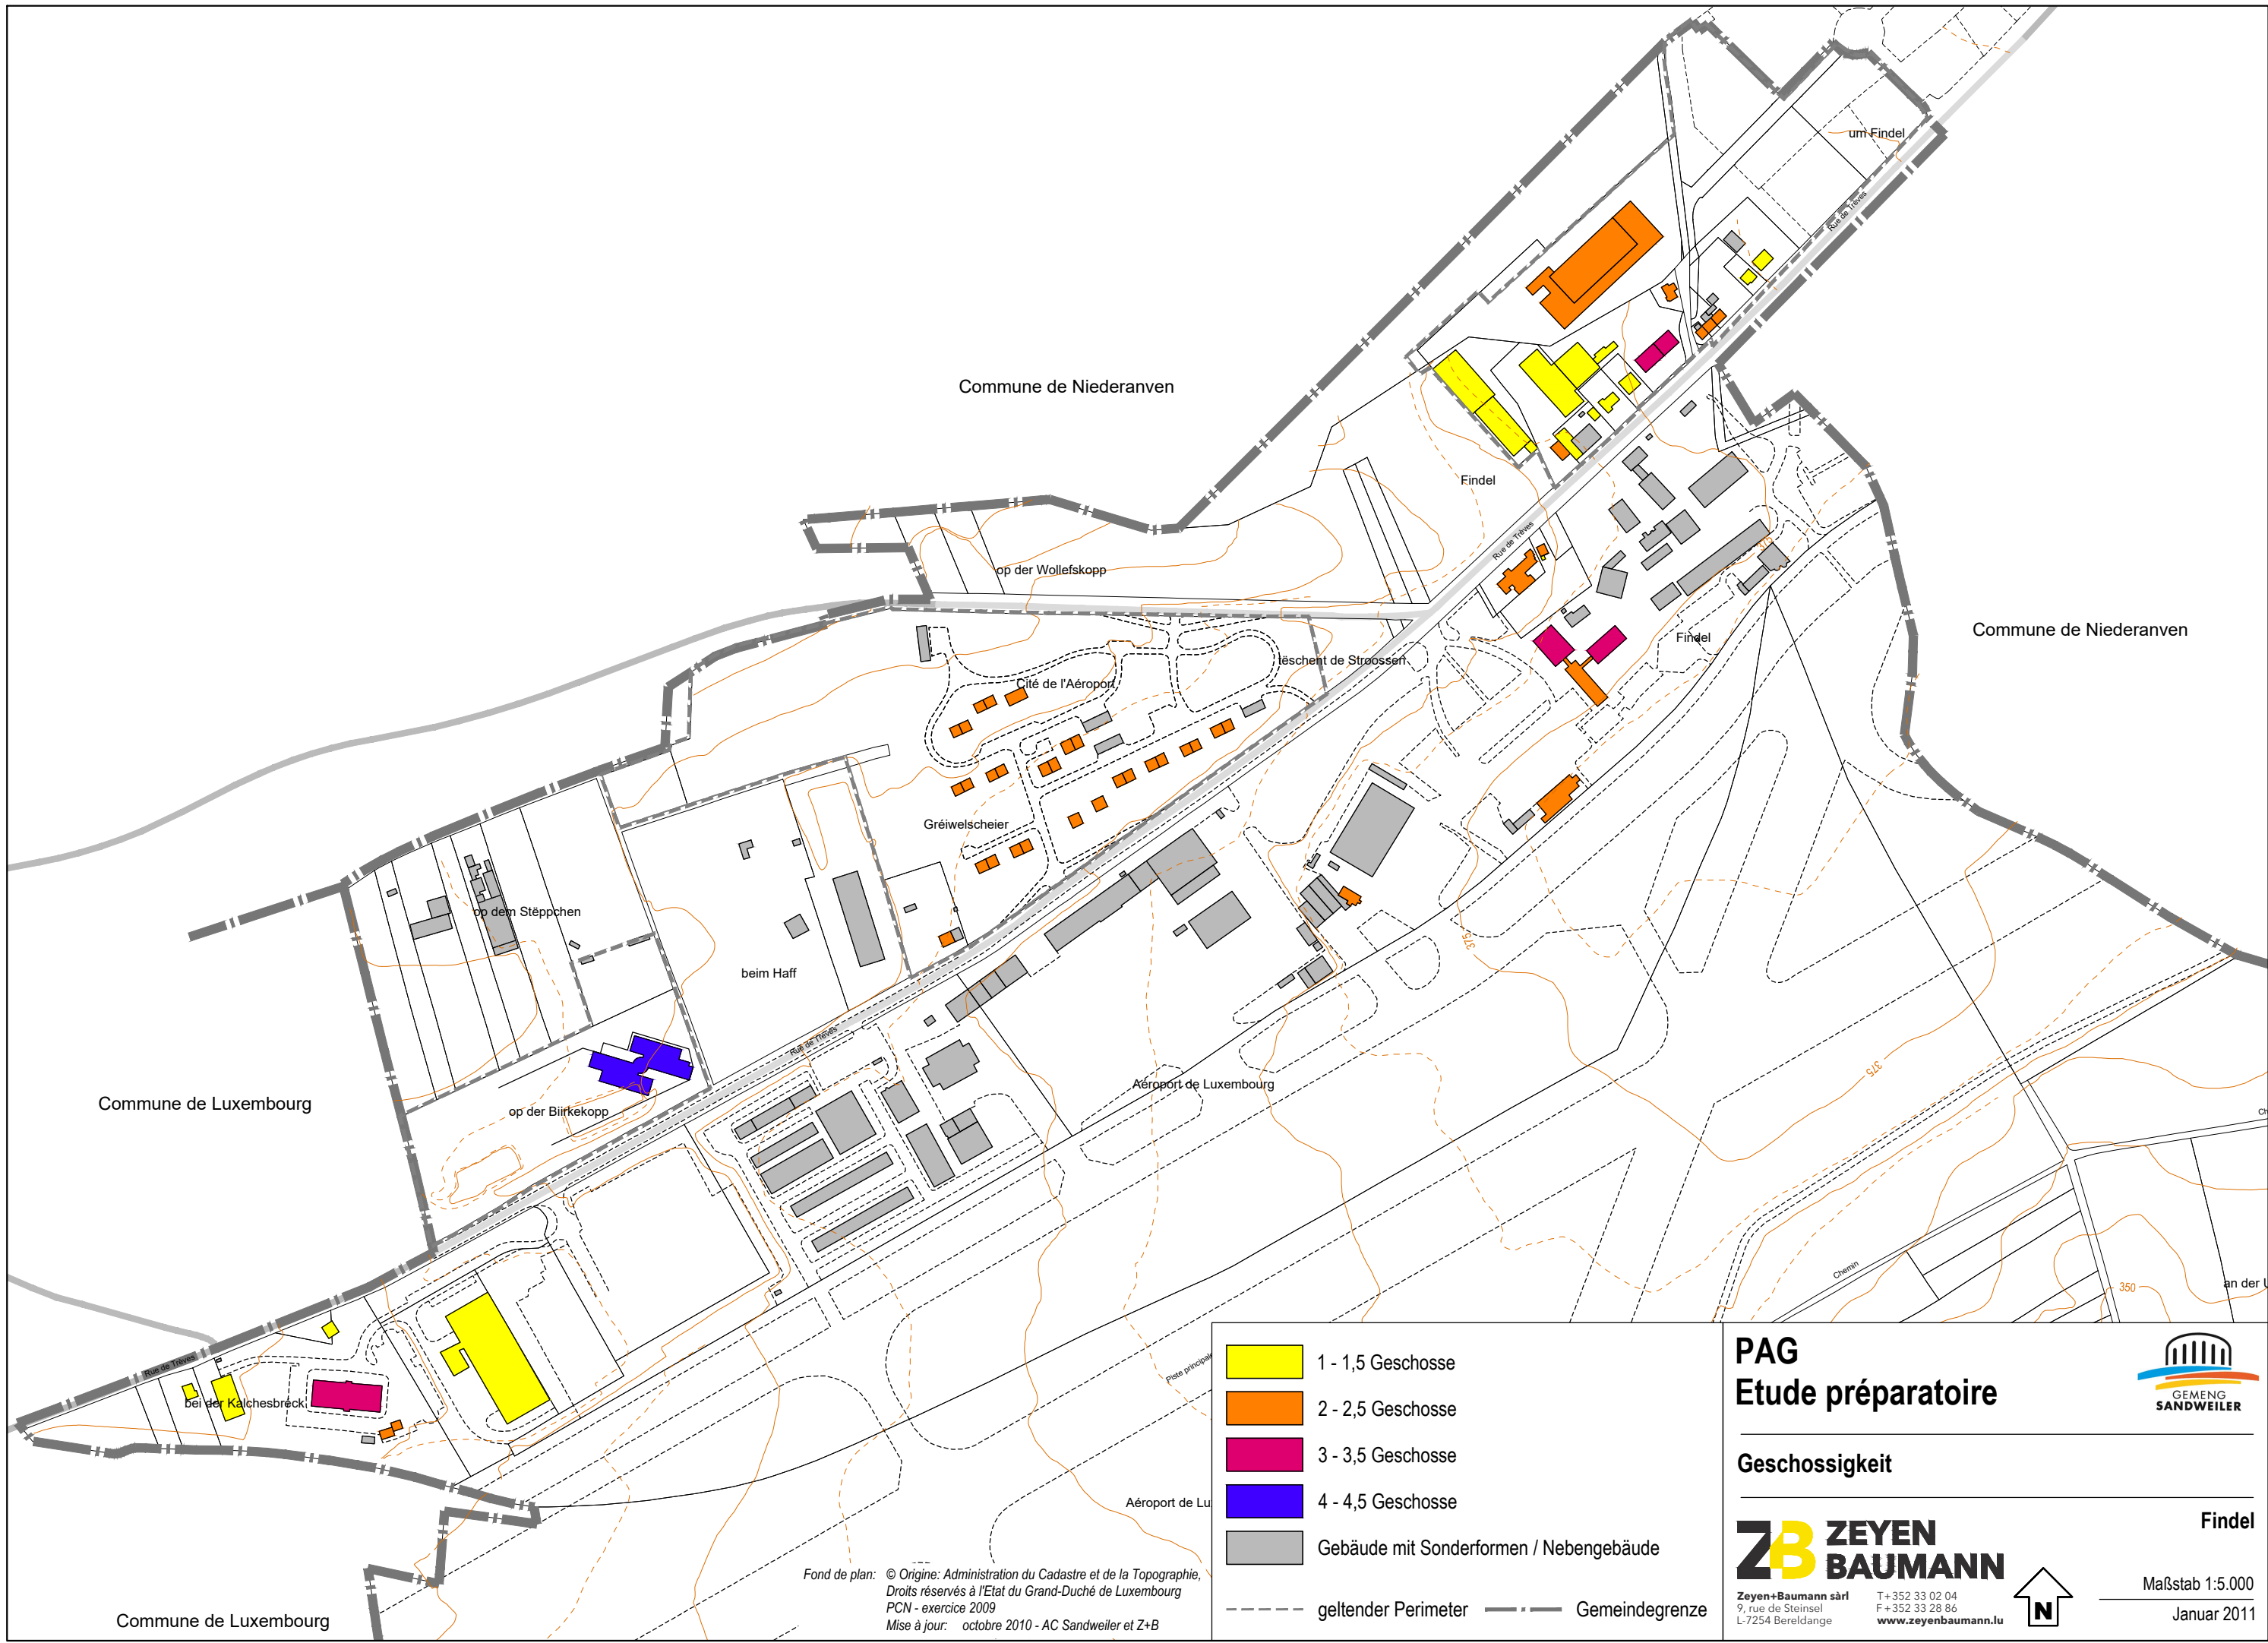 um Findel
Rue de Trèves
Commune de Niederanven
Findel
Rue de Trèves
op der Wollefskopp
Commune de Niederanven
Findel
tëschent de Stroossen
Cité de l'Aéroport
375
Gréiwelscheier
op dem Stëppchen
375
beim Haff
Rue de Trèves
375
Aéroport de Luxembourg
Commune de Luxembourg
op der Biirkekopp
Ch
Chemin
an der U
350
Rue de Trèves
Piste principale
bei der Kalchesbréck
Aéroport de Lu
Commune de Luxembourg
Fond de plan: © Origine: Administration du Cadastre et de la Topographie,
Droits réservés à l'Etat du Grand-Duché de Luxembourg
PCN - exercice 2009
Mise à jour: octobre 2010 - AC Sandweiler et Z+B
1 - 1,5 Geschosse
2 - 2,5 Geschosse
3 - 3,5 Geschosse
4 - 4,5 Geschosse
Gebäude mit Sonderformen / Nebengebäude
geltender Perimeter
Gemeindegrenze
PAG
Etude préparatoire
GEMENG
SANDWEILER
Geschossigkeit
Findel
ZB ZEYEN
BAUMANN
Zeyen+Baumann sàrl
9, rue de Steinsel
L-7254 Bereldange
T+352 33 02 04
F+352 33 28 86
www.zeyenbaumann.lu
N
Maßstab 1:5.000
Januar 2011